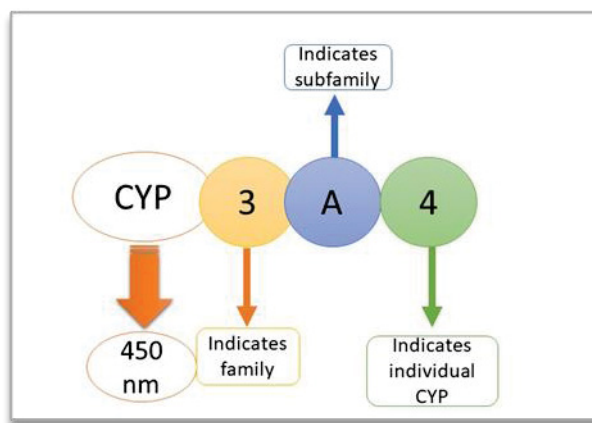 Indicates
subfamily
CYP
3
A
4
450
nm
Indicates
family
Indicates
individual
CYP